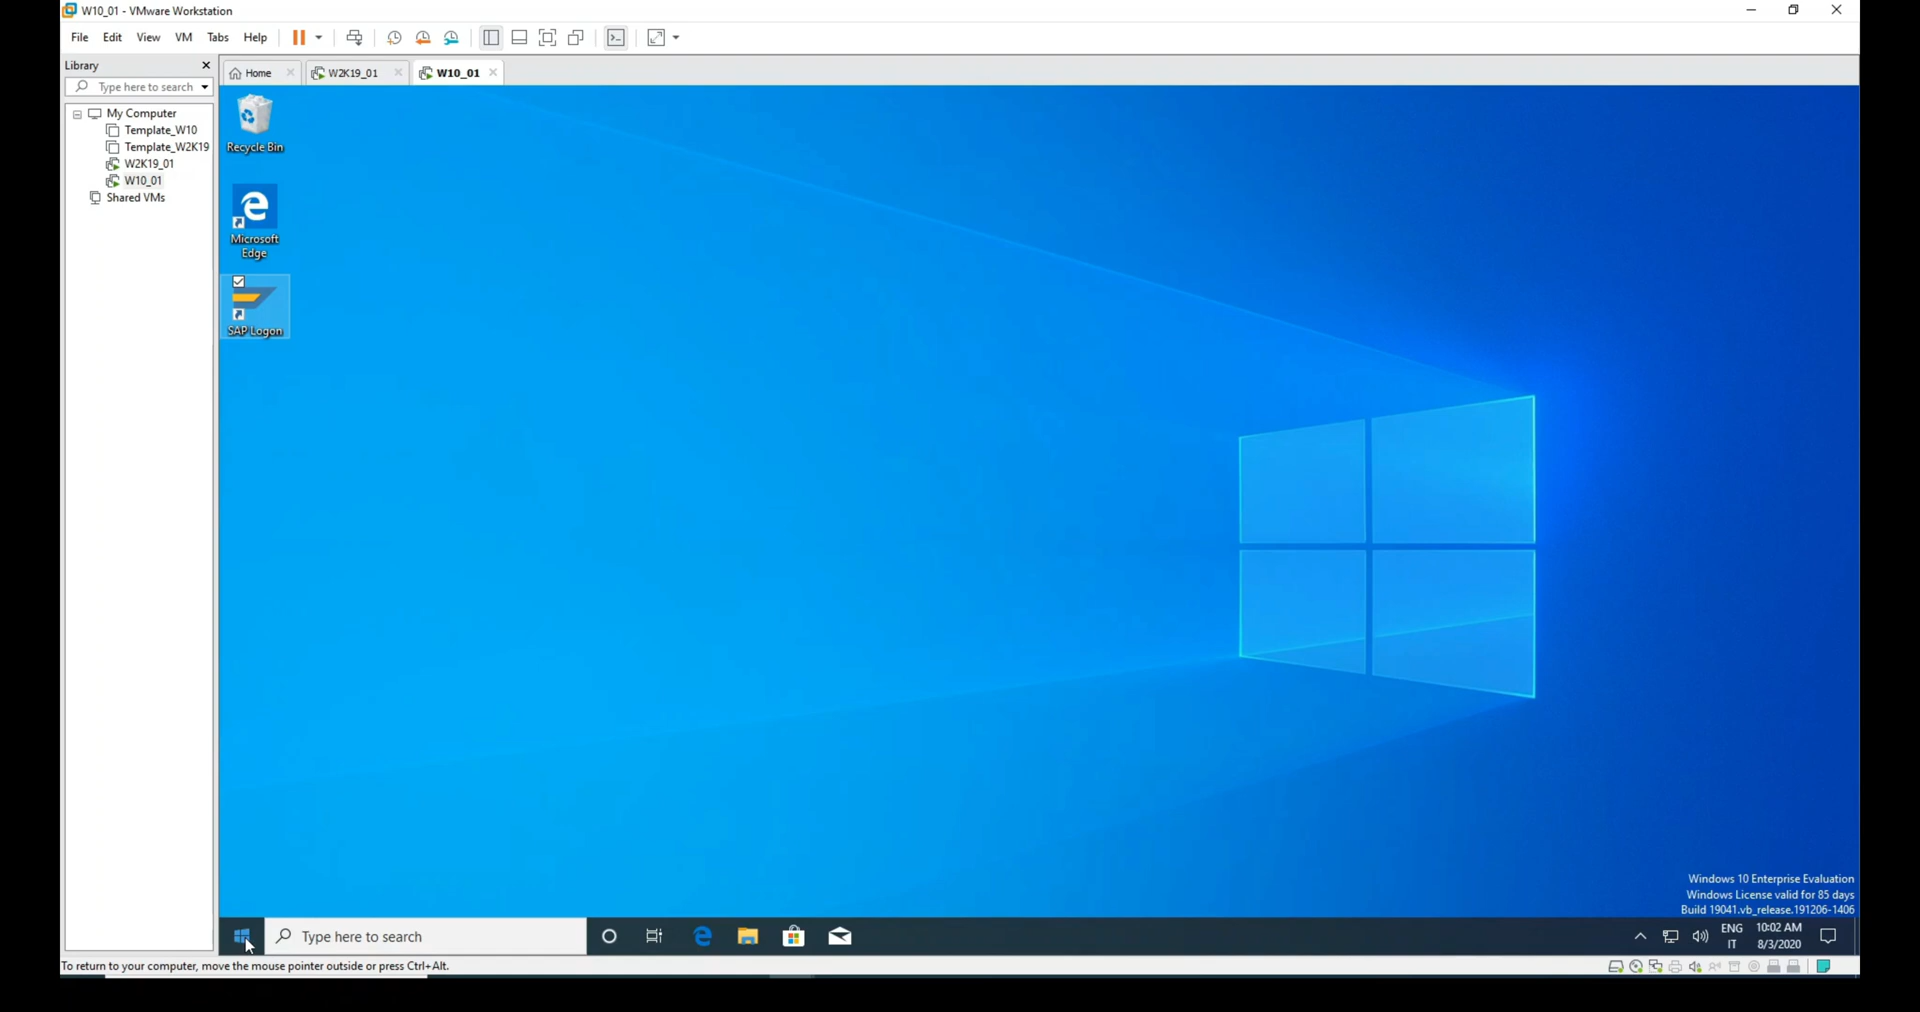 W10_01 - VMware Workstation
File Edit View VM Tabs Help
Library
Type here to search
My Computer
Template_W10
Template_W2K19
W2K19_01
W10_01
Shared VMs
Home
W2K19_01
W10_01
Recycle Bin
Microsoft
Edge
SAP Logon
Windows 10 Enterprise Evaluation
Windows License valid for 85 days
Build 19041.vb_release.191206-1406
Type here to search
ENG
IT
10:02 AM
8/3/2020
To return to your computer, move the mouse pointer outside or press Ctrl+Alt.